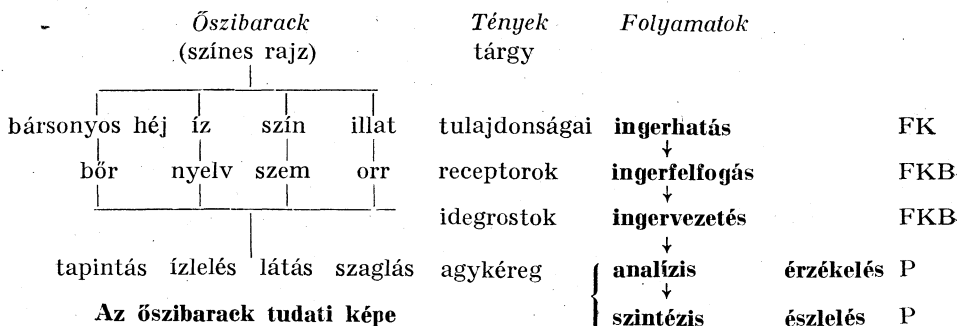 Őszibarack Tények Folyamatok
(színes rajz) tárgy
bársonyos héj íz szín illat tulajdonságai ingerhatás FK
bőr nyelv szem orr receptorok ingerfelfogás FKB
idegrostok ingervezetés FKB
tapintás ízlelés látás szaglás agykéreg analízis érzékelés P
Az őszibarack tudati képe szintézis észlelés P